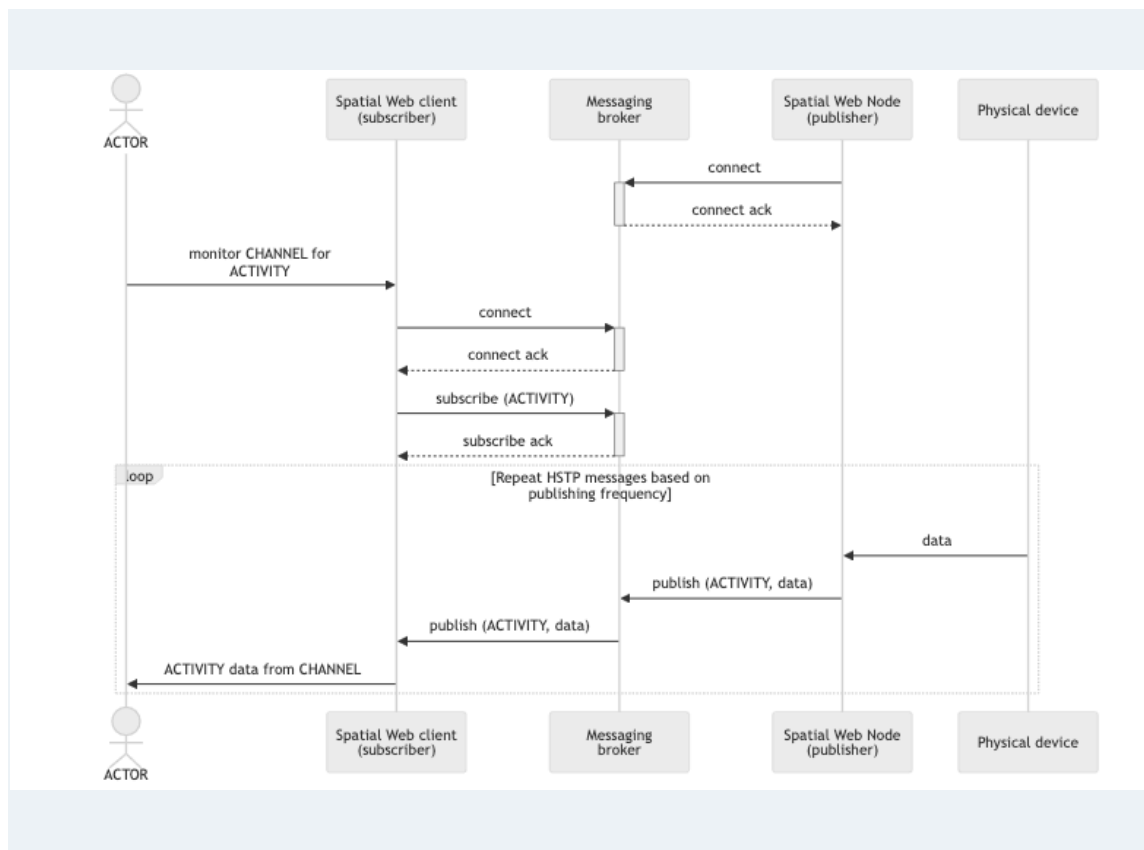 ACTOR
Spatial Web client
(subscriber)
Messaging
broker
Spatial Web Node
(publisher)
Physical device
connect
connect ack
monitor CHANNEL for
ACTIVITY
connect
connect ack
subscribe (ACTIVITY)
subscribe ack
loop
[Repeat HSTP messages based on
publishing frequency]
data
publish (ACTIVITY, data)
publish (ACTIVITY, data)
ACTIVITY data from CHANNEL
ACTOR
Spatial Web client
(subscriber)
Messaging
broker
Spatial Web Node
(publisher)
Physical device